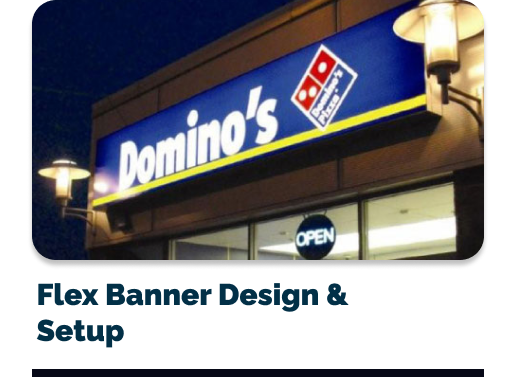 Domino's
Domino's
Pizza
OPEN
Flex Banner Design &
Setup